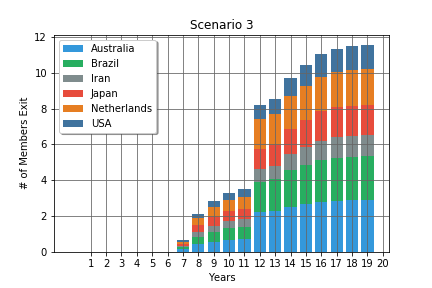 Scenario 3
12
10
8
6
4
2
0
# of Members Exit
Australia
Brazil
Iran
Japan
Netherlands
USA
1 2 3 4 5 6 7 8 9 10 11 12 13 14 15 16 17 18 19 20
Years